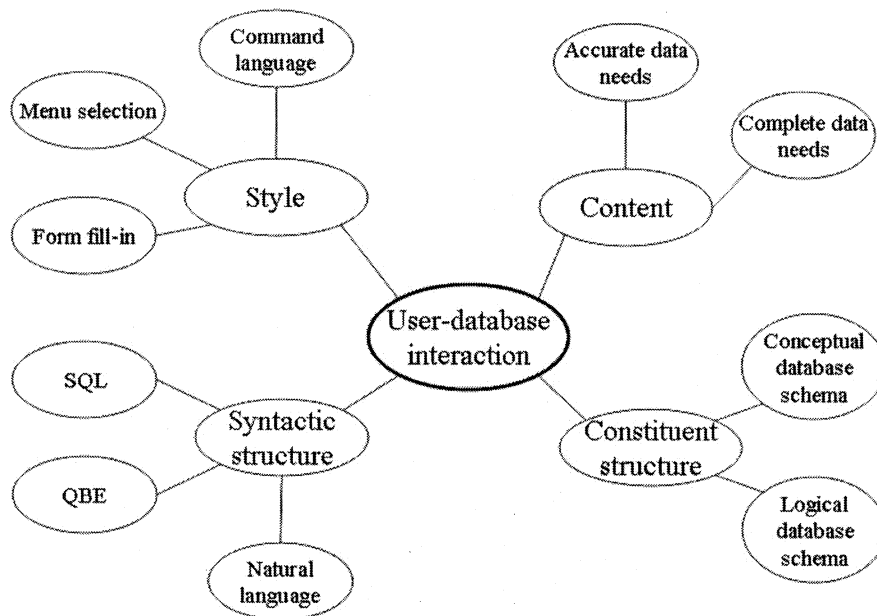 Command
language
Menu selection
Style
Form fill-in
Accurate data
needs
Complete data
needs
Content
User-database
interaction
SQL
QBE
Syntactic
structure
Natural
language
Conceptual
database
schema
Constituent
structure
Logical
database
schema